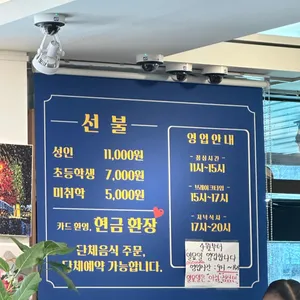 선불
성인 11,000원
초등학생 7,000원
미취학 5,000원
카드 환영, 현금 환장
단체음식 주문,
단체예약 가능합니다.
영업안내
- 점심시간 -
11시~15시
- 브레이크타임 -
15시~17시
- 저녁식사 -
17시~20시